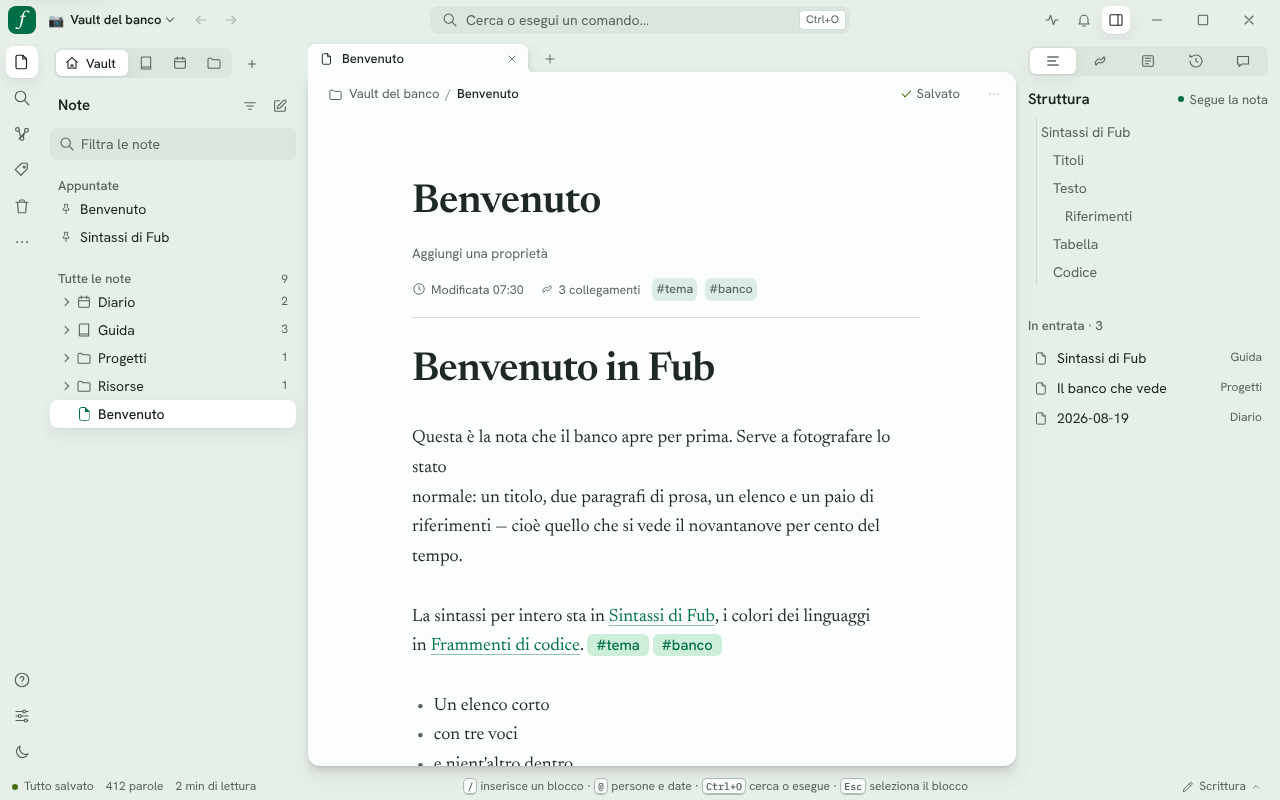 f
Vault del banco
Cerca o esegui un comando…
Ctrl+O
Vault
Note
Filtra le note
Appuntate
Benvenuto
Sintassi di Fub
Tutte le note 9
Diario 2
Guida 3
Progetti 1
Risorse 1
Benvenuto
Benvenuto
Vault del banco / Benvenuto
Salvato
Benvenuto
Aggiungi una proprietà
Modificata 07:30 3 collegamenti #tema #banco
Benvenuto in Fub
Questa è la nota che il banco apre per prima. Serve a fotografare lo
stato
normale: un titolo, due paragrafi di prosa, un elenco e un paio di
riferimenti — cioè quello che si vede il novantanove per cento del
tempo.
La sintassi per intero sta in Sintassi di Fub, i colori dei linguaggi
in Frammenti di codice. #tema #banco
• Un elenco corto
• con tre voci
• e nient'altro dentro
Struttura
Segue la nota
Sintassi di Fub
Titoli
Testo
Riferimenti
Tabella
Codice
In entrata · 3
Sintassi di Fub Guida
Il banco che vede Progetti
2026-08-19 Diario
Tutto salvato 412 parole 2 min di lettura
/ inserisce un blocco · @ persone e date · Ctrl+O cerca o esegue · Esc seleziona il blocco
Scrittura